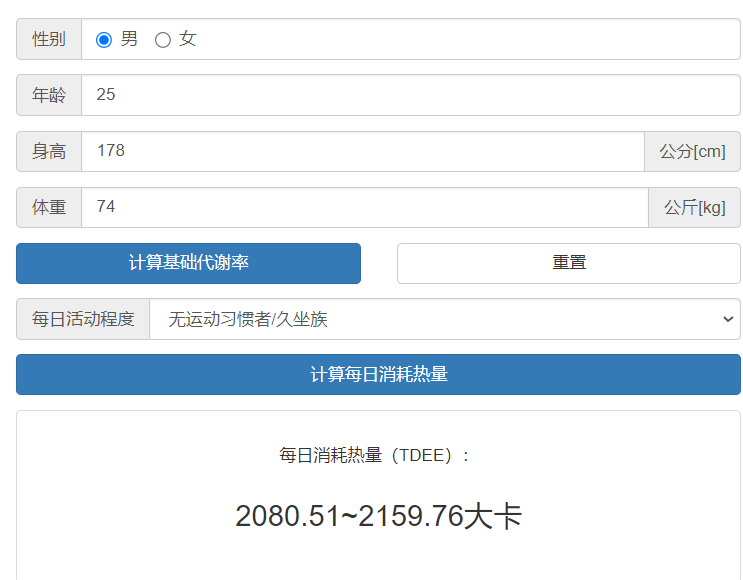 性别 男 女
年龄 25
身高 178 公分[cm]
体重 74 公斤[kg]
计算基础代谢率 重置
每日活动程度 无运动习惯者/久坐族
计算每日消耗热量
每日消耗热量（TDEE）：
2080.51~2159.76大卡